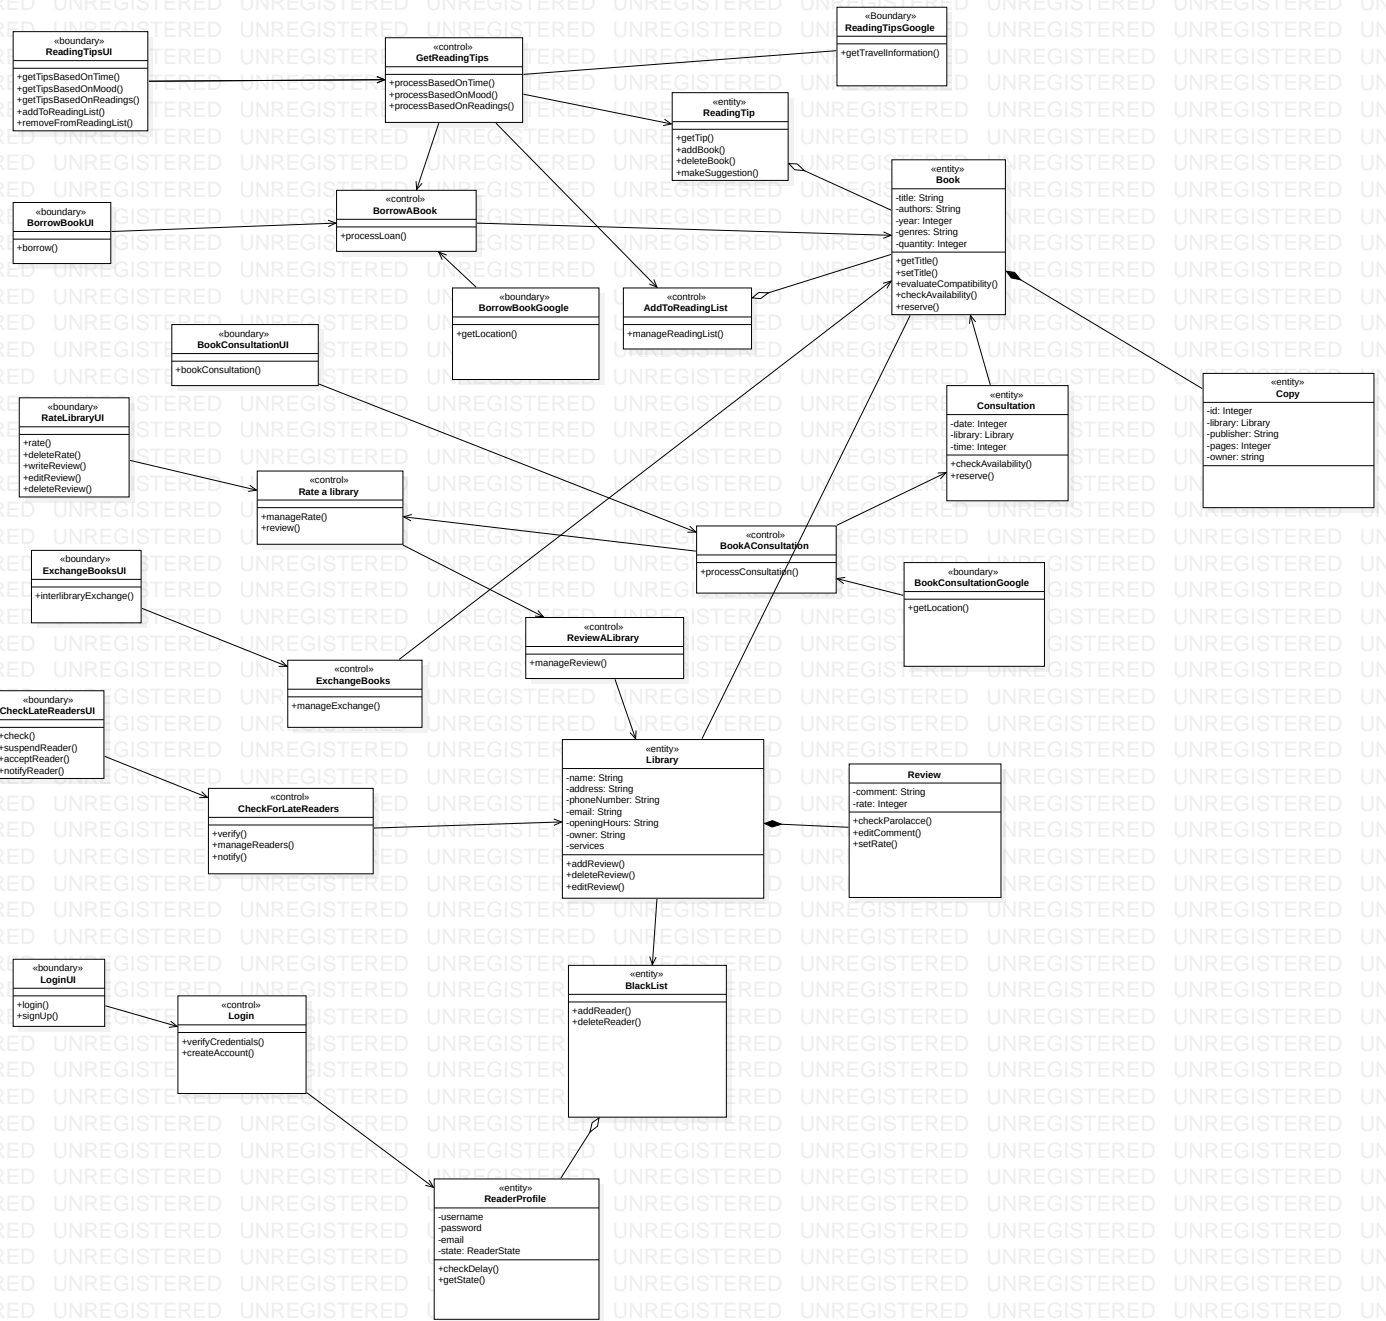 «boundary»
ReadingTipsUI
+getTipsBasedOnTime()
+getTipsBasedOnMood()
+getTipsBasedOnReadings()
+addToReadingList()
+removeFromReadingList()
«control»
GetReadingTips
+processBasedOnTime()
+processBasedOnMood()
+processBasedOnReadings()
«Boundary»
ReadingTipsGoogle
+getTravelInformation()
«entity»
ReadingTip
+getTip()
+addBook()
+deleteBook()
+makeSuggestion()
«entity»
Book
-title: String
-authors: String
-year: Integer
-genres: String
-quantity: Integer
+getTitle()
+setTitle()
+evaluateCompatibility()
+checkAvailability()
+reserve()
«boundary»
BorrowBookUI
+borrow()
«control»
BorrowABook
+processLoan()
«boundary»
BorrowBookGoogle
+getLocation()
«control»
AddToReadingList
+manageReadingList()
«boundary»
BookConsultationUI
+bookConsultation()
«entity»
Consultation
-date: Integer
-library: Library
-time: Integer
+checkAvailability()
+reserve()
«entity»
Copy
-id: Integer
-library: Library
-publisher: String
-pages: Integer
-owner: string
«boundary»
RateLibraryUI
+rate()
+deleteRate()
+writeReview()
+editReview()
+deleteReview()
«control»
Rate a library
+manageRate()
+review()
«control»
BookAConsultation
+processConsultation()
«boundary»
BookConsultationGoogle
+getLocation()
«boundary»
ExchangeBooksUI
+interlibraryExchange()
«control»
ExchangeBooks
+manageExchange()
«control»
ReviewALibrary
+manageReview()
«boundary»
CheckLateReadersUI
+check()
+suspendReader()
+acceptReader()
+notifyReader()
«control»
CheckForLateReaders
+verify()
+manageReaders()
+notify()
«entity»
Library
-name: String
-address: String
-phoneNumber: String
-email: String
-openingHours: String
-owner: String
-services
+addReview()
+deleteReview()
+editReview()
Review
-comment: String
-rate: Integer
+checkParolacce()
+editComment()
+setRate()
«boundary»
LoginUI
+login()
+signUp()
«control»
Login
+verifyCredentials()
+createAccount()
«entity»
BlackList
+addReader()
+deleteReader()
«entity»
ReaderProfile
-username
-password
-email
-state: ReaderState
+checkDelay()
+getState()
UNREGISTERED